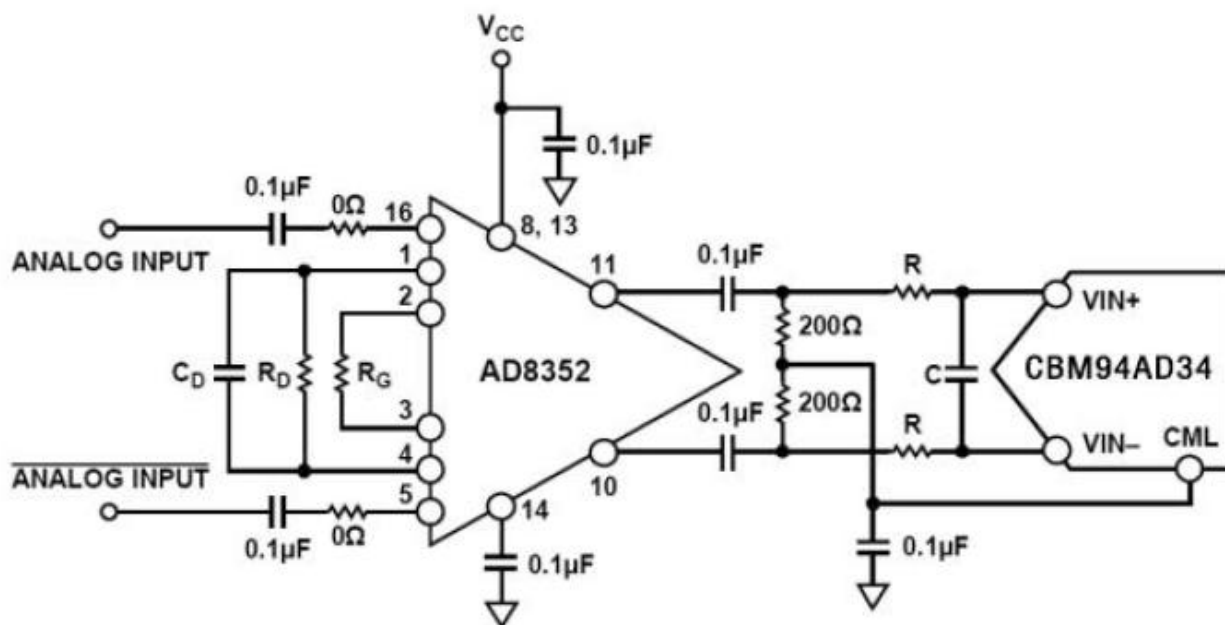 VCC
0.1µF
0.1µF
0Ω
16
8, 13
ANALOG INPUT
1
2
11
0.1µF
R
VIN+
200Ω
CD
RD
RG
AD8352
C
CBM94AD34
200Ω
3
0.1µF
R
4
VIN–
CML
ANALOG INPUT
5
10
14
0.1µF
0Ω
0.1µF
0.1µF